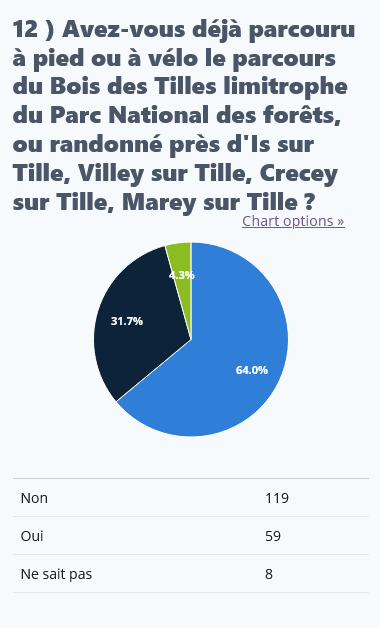 12 ) Avez-vous déjà parcouru
à pied ou à vélo le parcours
du Bois des Tilles limitrophe
du Parc National des forêts,
ou randonné près d'Is sur
Tille, Villey sur Tille, Crecey
sur Tille, Marey sur Tille ?
Chart options »
4.3%
31.7%
64.0%
Non 119
Oui 59
Ne sait pas 8